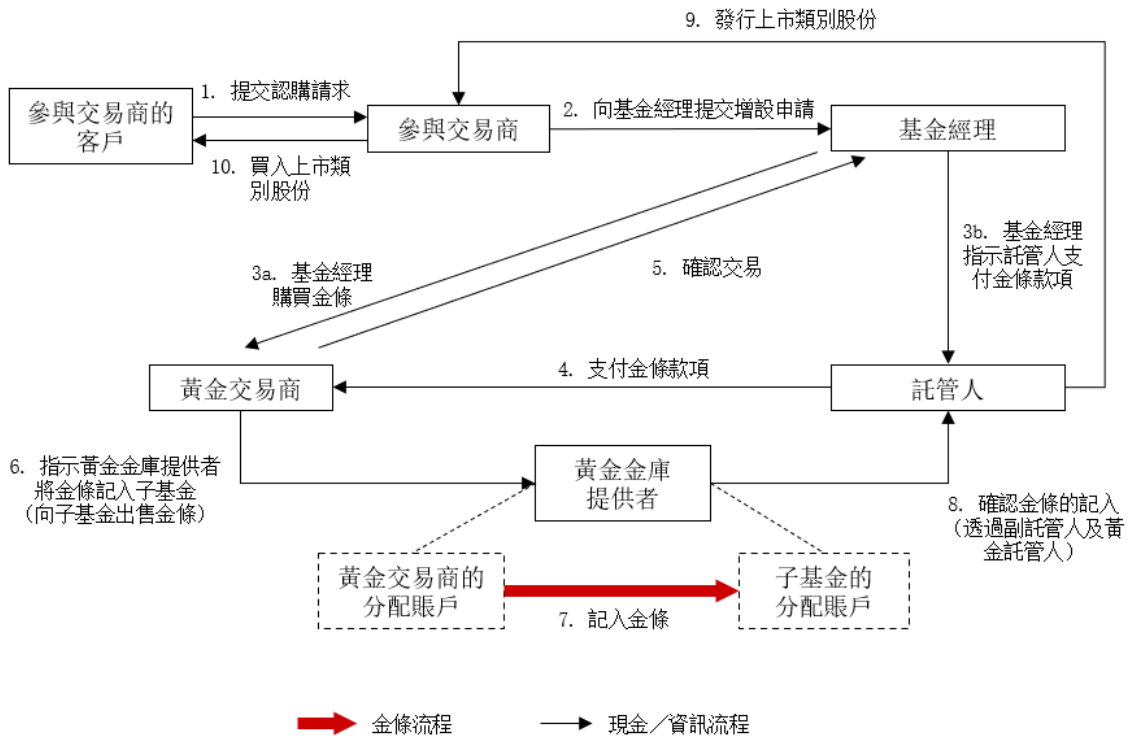 9. 發行上市類別股份
1. 提交認購請求
參與交易商的
客戶
參與交易商
2. 向基金經理提交增設申請
基金經理
10. 買入上市類
別股份
3b. 基金經理
指示託管人支
付金條款項
3a. 基金經理
購買金條
5. 確認交易
4. 支付金條款項
黃金交易商
託管人
6. 指示黃金金庫提供者
將金條記入子基金
（向子基金出售金條）
黃金金庫
提供者
8. 確認金條的記入
（透過副託管人及黃
金託管人）
黃金交易商的
分配賬戶
子基金的
分配賬戶
7. 記入金條
金條流程
現金／資訊流程